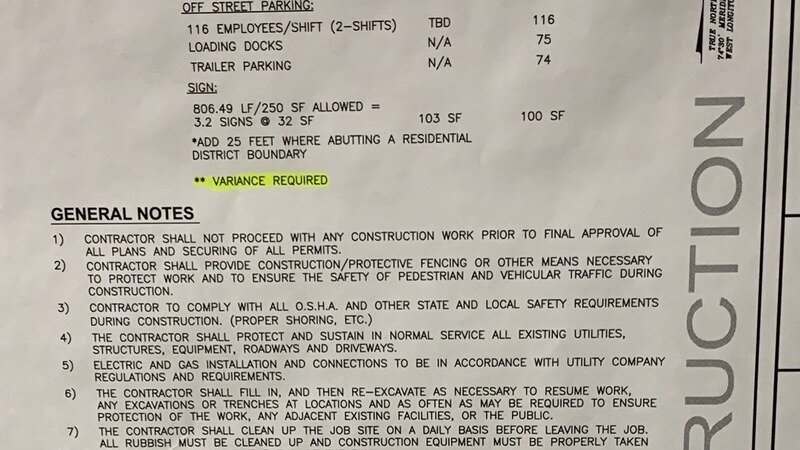 OFF STREET PARKING:
116 EMPLOYEES/SHIFT (2-SHIFTS) TBD 116
LOADING DOCKS N/A 75
TRAILER PARKING N/A 74
SIGN:
806.49 LF/250 SF ALLOWED =
3.2 SIGNS @ 32 SF 103 SF 100 SF
*ADD 25 FEET WHERE ABUTTING A RESIDENTIAL
DISTRICT BOUNDARY
** VARIANCE REQUIRED
GENERAL NOTES
1) CONTRACTOR SHALL NOT PROCEED WITH ANY CONSTRUCTION WORK PRIOR TO FINAL APPROVAL OF
ALL PLANS AND SECURING OF ALL PERMITS.
2) CONTRACTOR SHALL PROVIDE CONSTRUCTION/PROTECTIVE FENCING OR OTHER MEANS NECESSARY
TO PROTECT WORK AND TO ENSURE THE SAFETY OF PEDESTRIAN AND VEHICULAR TRAFFIC DURING
CONSTRUCTION.
3) CONTRACTOR TO COMPLY WITH ALL O.S.H.A. AND OTHER STATE AND LOCAL SAFETY REQUIREMENTS
DURING CONSTRUCTION. (PROPER SHORING, ETC.)
4) THE CONTRACTOR SHALL PROTECT AND SUSTAIN IN NORMAL SERVICE ALL EXISTING UTILITIES,
STRUCTURES, EQUIPMENT, ROADWAYS AND DRIVEWAYS.
5) ELECTRIC AND GAS INSTALLATION AND CONNECTIONS TO BE IN ACCORDANCE WITH UTILITY COMPANY
REGULATIONS AND REQUIREMENTS.
6) THE CONTRACTOR SHALL FILL IN, AND THEN RE-EXCAVATE AS NECESSARY TO RESUME WORK,
ANY EXCAVATIONS OR TRENCHES AT LOCATIONS AND AS OFTEN AS MAY BE REQUIRED TO ENSURE
PROTECTION OF THE WORK, ANY ADJACENT EXISTING FACILITIES, OR THE PUBLIC.
7) THE CONTRACTOR SHALL CLEAN UP THE JOB SITE ON A DAILY BASIS BEFORE LEAVING THE JOB.
ALL RUBBISH MUST BE CLEANED UP AND CONSTRUCTION EQUIPMENT MUST BE PROPERLY TAKEN
TRUE NORT
MERIDI
WEST LONGITU
RUCTION